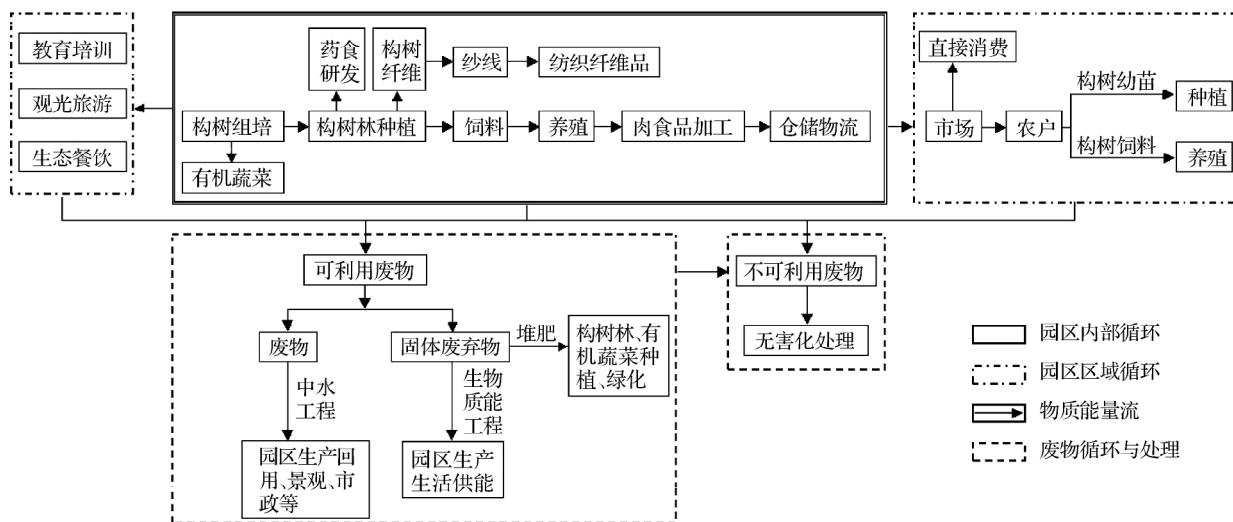 教育培训
观光旅游
生态餐饮
药食
研发
构树
纤维
纱线
纺织纤维品
构树组培
构树林种植
饲料
养殖
肉食品加工
仓储物流
有机蔬菜
直接消费
市场
农户
构树幼苗
种植
构树饲料
养殖
可利用废物
废物
固体废弃物
堆肥
构树林、有
机蔬菜种
植、绿化
中水
工程
生物
质能
工程
园区生产回
用、景观、市
政等
园区生产
生活供能
不可利用废物
无害化处理
园区内部循环
园区区域循环
物质能量流
废物循环与处理